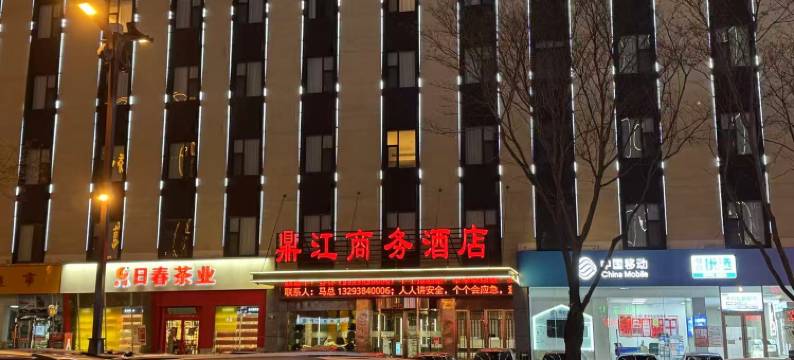 鼎江商务酒店
日春茶业
中国移动
China Mobile
联系人：马总 13293840006；人人讲安全，个个会应急，